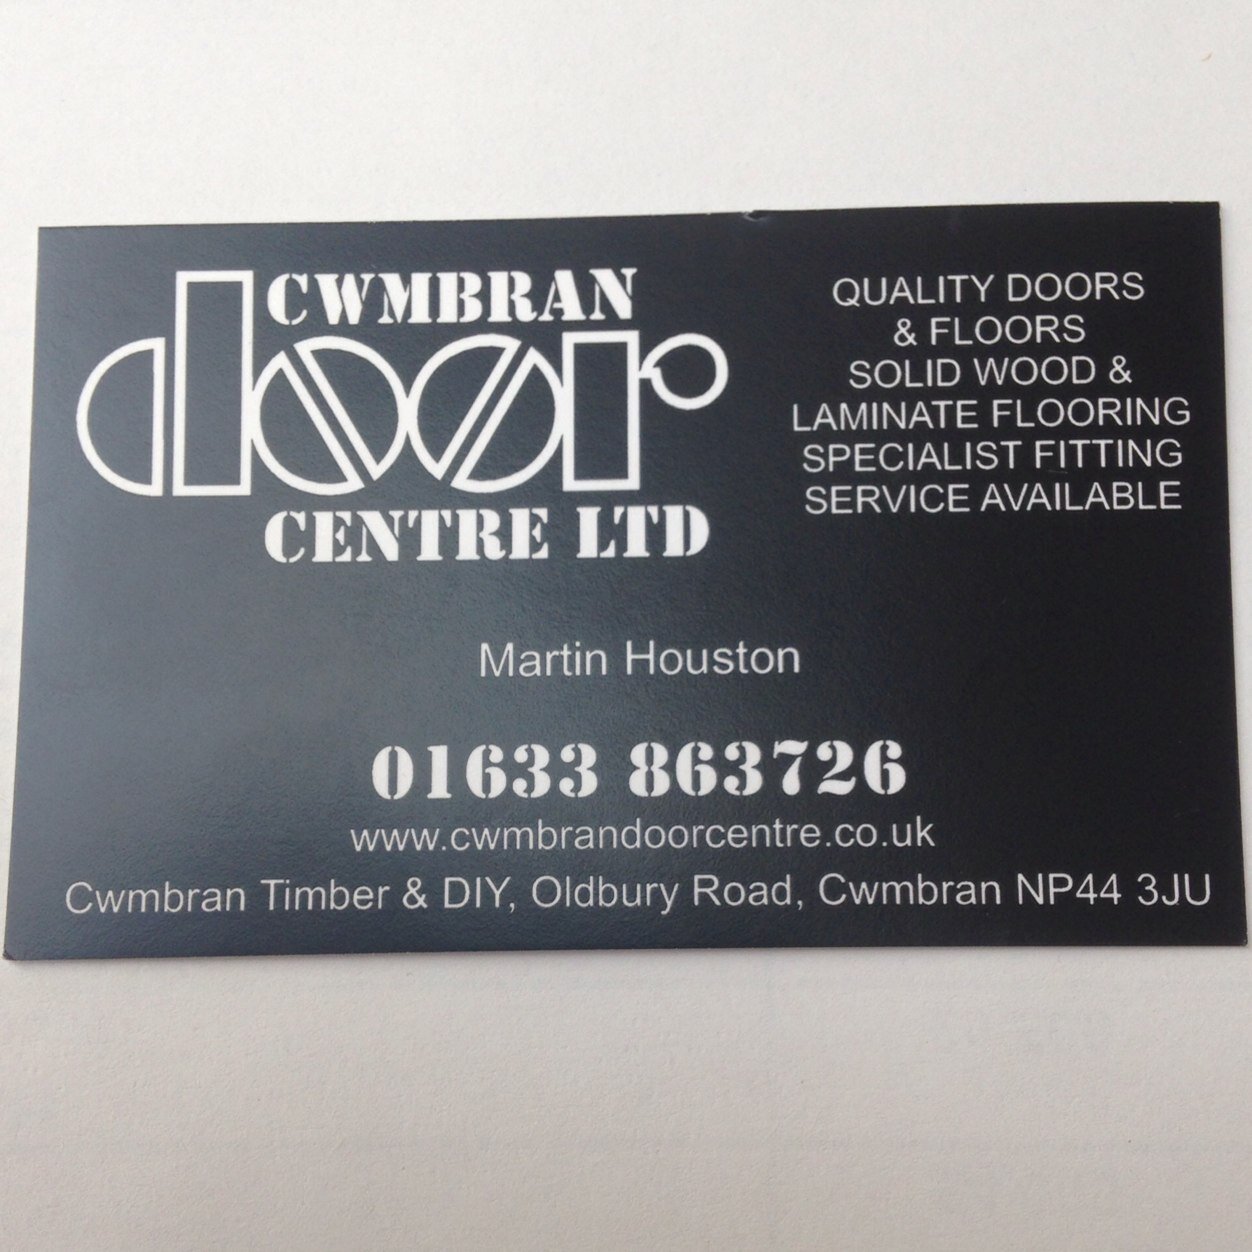 CWMBRAN
door
CENTRE LTD
QUALITY DOORS
& FLOORS
SOLID WOOD &
LAMINATE FLOORING
SPECIALIST FITTING
SERVICE AVAILABLE
Martin Houston
01633 863726
www.cwmbrandoorcentre.co.uk
Cwmbran Timber & DIY, Oldbury Road, Cwmbran NP44 3JU